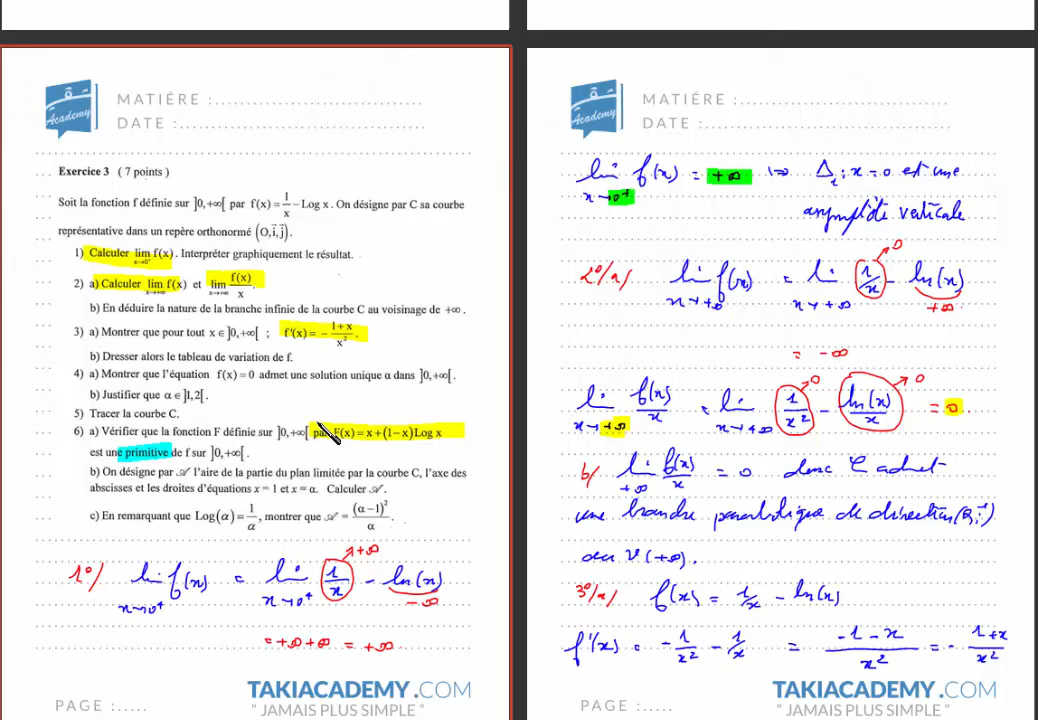 Academy
MATIÉRE :
DATE :
Exercice 3 ( 7 points )
Soit la fonction f définie sur ]0,+∞[ par f(x) = 1/x − Log x . On désigne par C sa courbe
représentative dans un repère orthonormé (O, i, j).
1) Calculer lim f(x) . Interpréter graphiquement le résultat.
x→0⁺
2) a) Calculer lim f(x) et lim f(x)/x .
x→+∞ x→+∞
b) En déduire la nature de la branche infinie de la courbe C au voisinage de +∞ .
3) a) Montrer que pour tout x ∈ ]0,+∞[ ; f'(x) = − 1+x/x² .
b) Dresser alors le tableau de variation de f.
4) a) Montrer que l'équation f(x) = 0 admet une solution unique α dans ]0,+∞[ .
b) Justifier que α ∈ ]1,2[ .
5) Tracer la courbe C.
6) a) Vérifier que la fonction F définie sur ]0,+∞[ par F(x) = x + (1−x)Log x
est une primitive de f sur ]0,+∞[ .
b) On désigne par 𝒜 l'aire de la partie du plan limitée par la courbe C, l'axe des
abscisses et les droites d'équations x = 1 et x = α. Calculer 𝒜 .
c) En remarquant que Log(α) = 1/α , montrer que 𝒜 = (α−1)²/α .
1°/ lim f(x) = lim 1/x − ln(x)
x→0⁺ x→0⁺ +∞ −∞
= +∞ +∞ = +∞
PAGE :.....
TAKIACADEMY.COM
" JAMAIS PLUS SIMPLE "
Academy
MATIÉRE :
DATE :
lim f(x) = +∞ ⇒ Δ₁ : x = 0 est une
x→0⁺
asymptôte verticale
2°/a) lim f(x) = lim 1/x − ln(x)
x→+∞ x→+∞ 0 +∞
= −∞
lim f(x)/x = lim 1/x² − ln(x)/x = 0
x→+∞ x→+∞ 0 0
b/ lim f(x)/x = 0 donc C admet
+∞
une branche parabolique de direction (O, i)
au V(+∞).
3°/a) f(x) = 1/x − ln(x)
f'(x) = − 1/x² − 1/x = −1−x/x² = − 1+x/x²
PAGE :.....
TAKIACADEMY.COM
" JAMAIS PLUS SIMPLE "